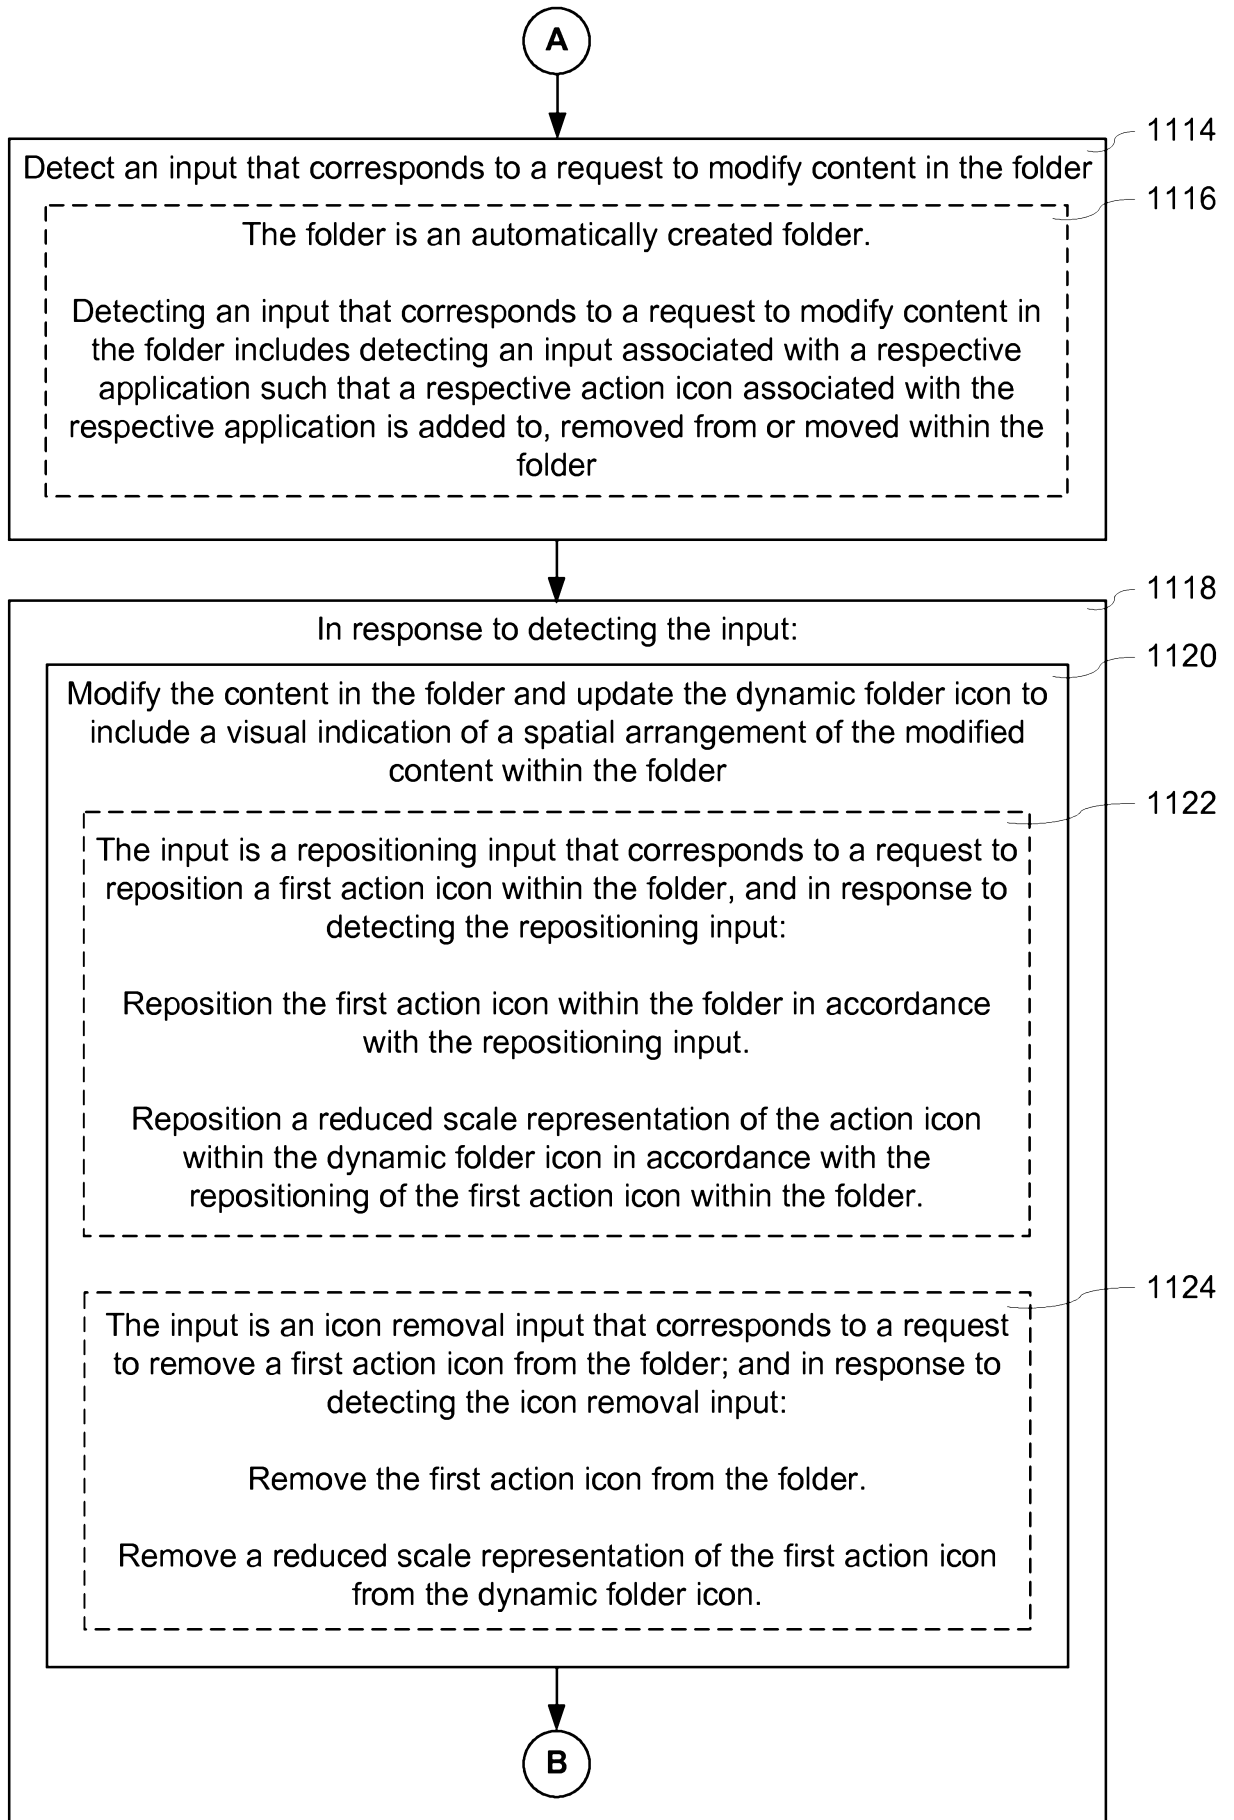 A
1114
Detect an input that corresponds to a request to modify content in the folder
1116
The folder is an automatically created folder.
Detecting an input that corresponds to a request to modify content in
the folder includes detecting an input associated with a respective
application such that a respective action icon associated with the
respective application is added to, removed from or moved within the
folder
1118
In response to detecting the input:
1120
Modify the content in the folder and update the dynamic folder icon to
include a visual indication of a spatial arrangement of the modified
content within the folder
1122
The input is a repositioning input that corresponds to a request to
reposition a first action icon within the folder, and in response to
detecting the repositioning input:
Reposition the first action icon within the folder in accordance
with the repositioning input.
Reposition a reduced scale representation of the action icon
within the dynamic folder icon in accordance with the
repositioning of the first action icon within the folder.
1124
The input is an icon removal input that corresponds to a request
to remove a first action icon from the folder; and in response to
detecting the icon removal input:
Remove the first action icon from the folder.
Remove a reduced scale representation of the first action icon
from the dynamic folder icon.
B